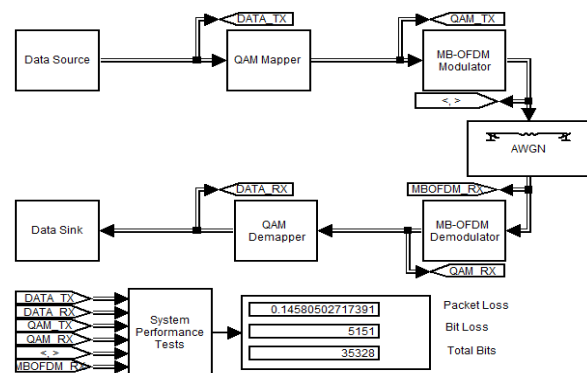 DATA_TX
QAM_TX
Data Source
QAM Mapper
MB-OFDM
Modulator
<, >
AWGN
DATA_RX
MBOFDM_RX
Data Sink
QAM
Demapper
MB-OFDM
Demodulator
QAM_RX
DATA_TX
DATA_RX
QAM_TX
QAM_RX
<, >
MBOFDM_RX
System
Performance
Tests
0.14580502717391
Packet Loss
5151
Bit Loss
35328
Total Bits